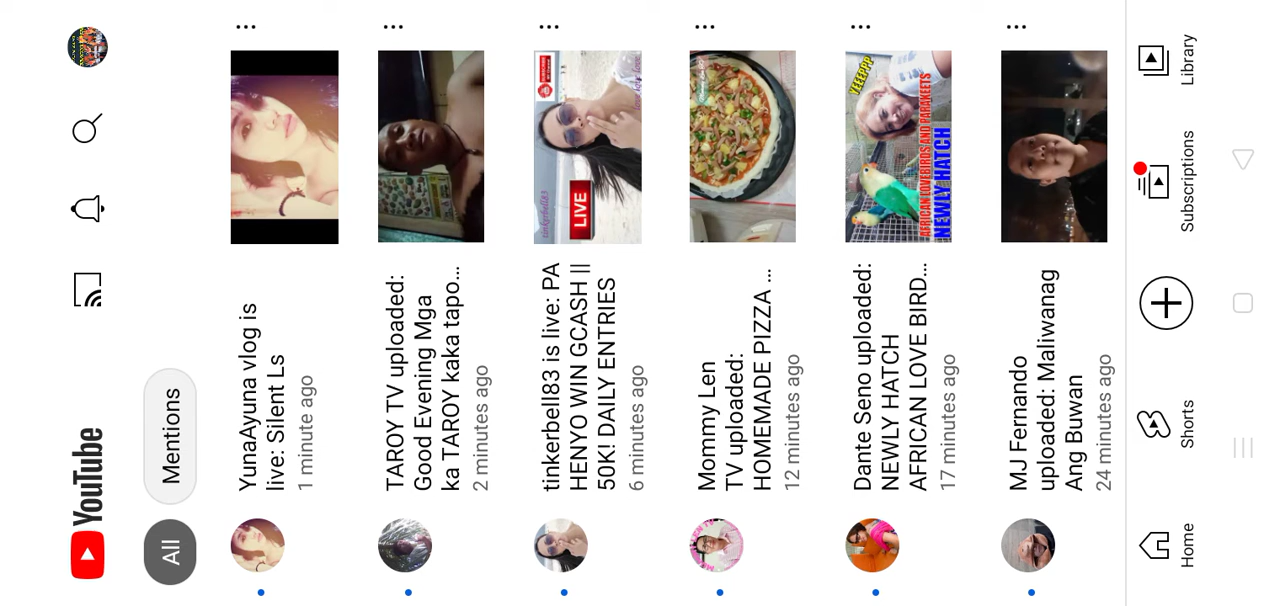 YouTube
All
Mentions
YunaAyuna vlog is
live: Silent Ls
1 minute ago
TAROY TV uploaded:
Good Evening Mga
ka TAROY kaka tapo...
2 minutes ago
tinkerbell83 is live: PA
HENYO WIN GCASH ||
50K! DAILY ENTRIES
6 minutes ago
tinkerbell83
LIVE
SUBSCRIBE
Mommy Len
TV uploaded:
HOMEMADE PIZZA ...
12 minutes ago
Dante Seno uploaded:
NEWLY HATCH
AFRICAN LOVE BIRD...
17 minutes ago
YEEEPPP
AFRICAN LOVEBIRDS AND PARAKEETS
NEWLY HATCH
MJ Fernando
uploaded: Maliwanag
Ang Buwan
24 minutes ago
Home
Shorts
Subscriptions
Library